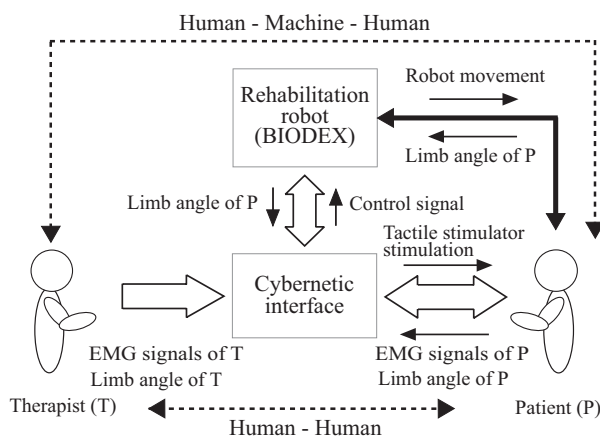 Human - Machine - Human
Rehabilitation
robot
(BIODEX)
Robot movement
Limb angle of P
Limb angle of P
Control signal
Tactile stimulator
stimulation
Cybernetic
interface
EMG signals of T
Limb angle of T
EMG signals of P
Limb angle of P
Therapist (T)
Patient (P)
Human - Human